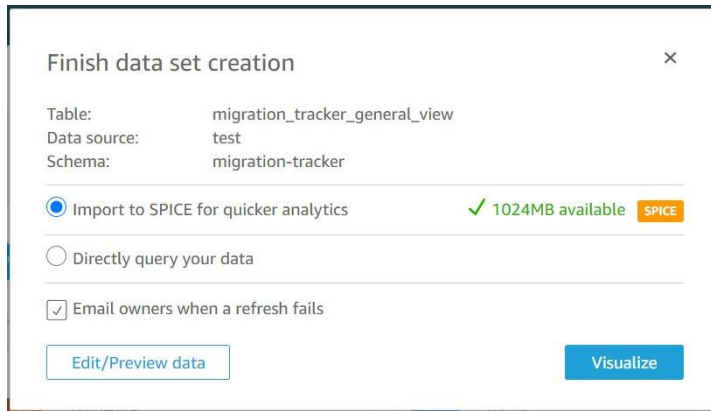 Finish data set creation
Table: migration_tracker_general_view
Data source: test
Schema: migration-tracker
Import to SPICE for quicker analytics 1024MB available SPICE
Directly query your data
Email owners when a refresh fails
Edit/Preview data Visualize